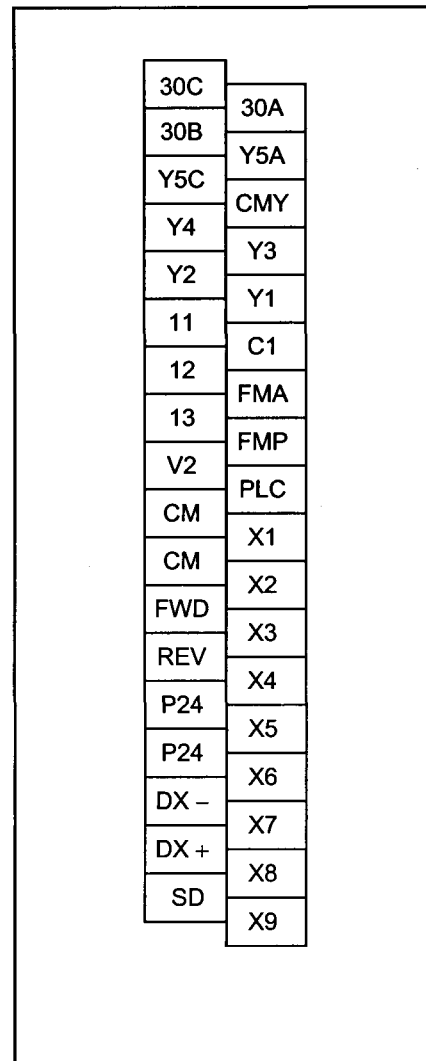 30C
30A
30B
Y5A
Y5C
CMY
Y4
Y3
Y2
Y1
11
C1
12
FMA
13
FMP
V2
PLC
CM
X1
CM
X2
FWD
X3
REV
X4
P24
X5
P24
X6
DX –
X7
DX +
X8
SD
X9